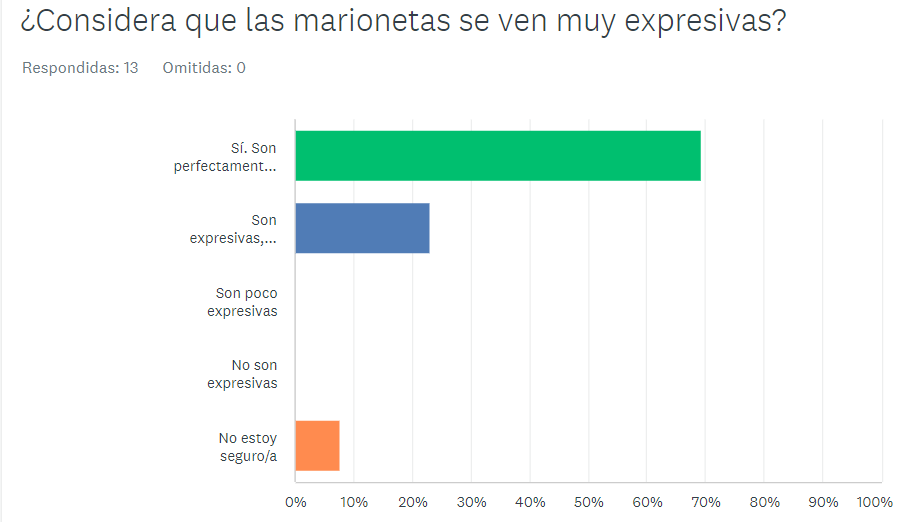 ¿Considera que las marionetas se ven muy expresivas?
Respondidas: 13 Omitidas: 0
Sí. Son
perfectament...
Son
expresivas,...
Son poco
expresivas
No son
expresivas
No estoy
seguro/a
0% 10% 20% 30% 40% 50% 60% 70% 80% 90% 100%